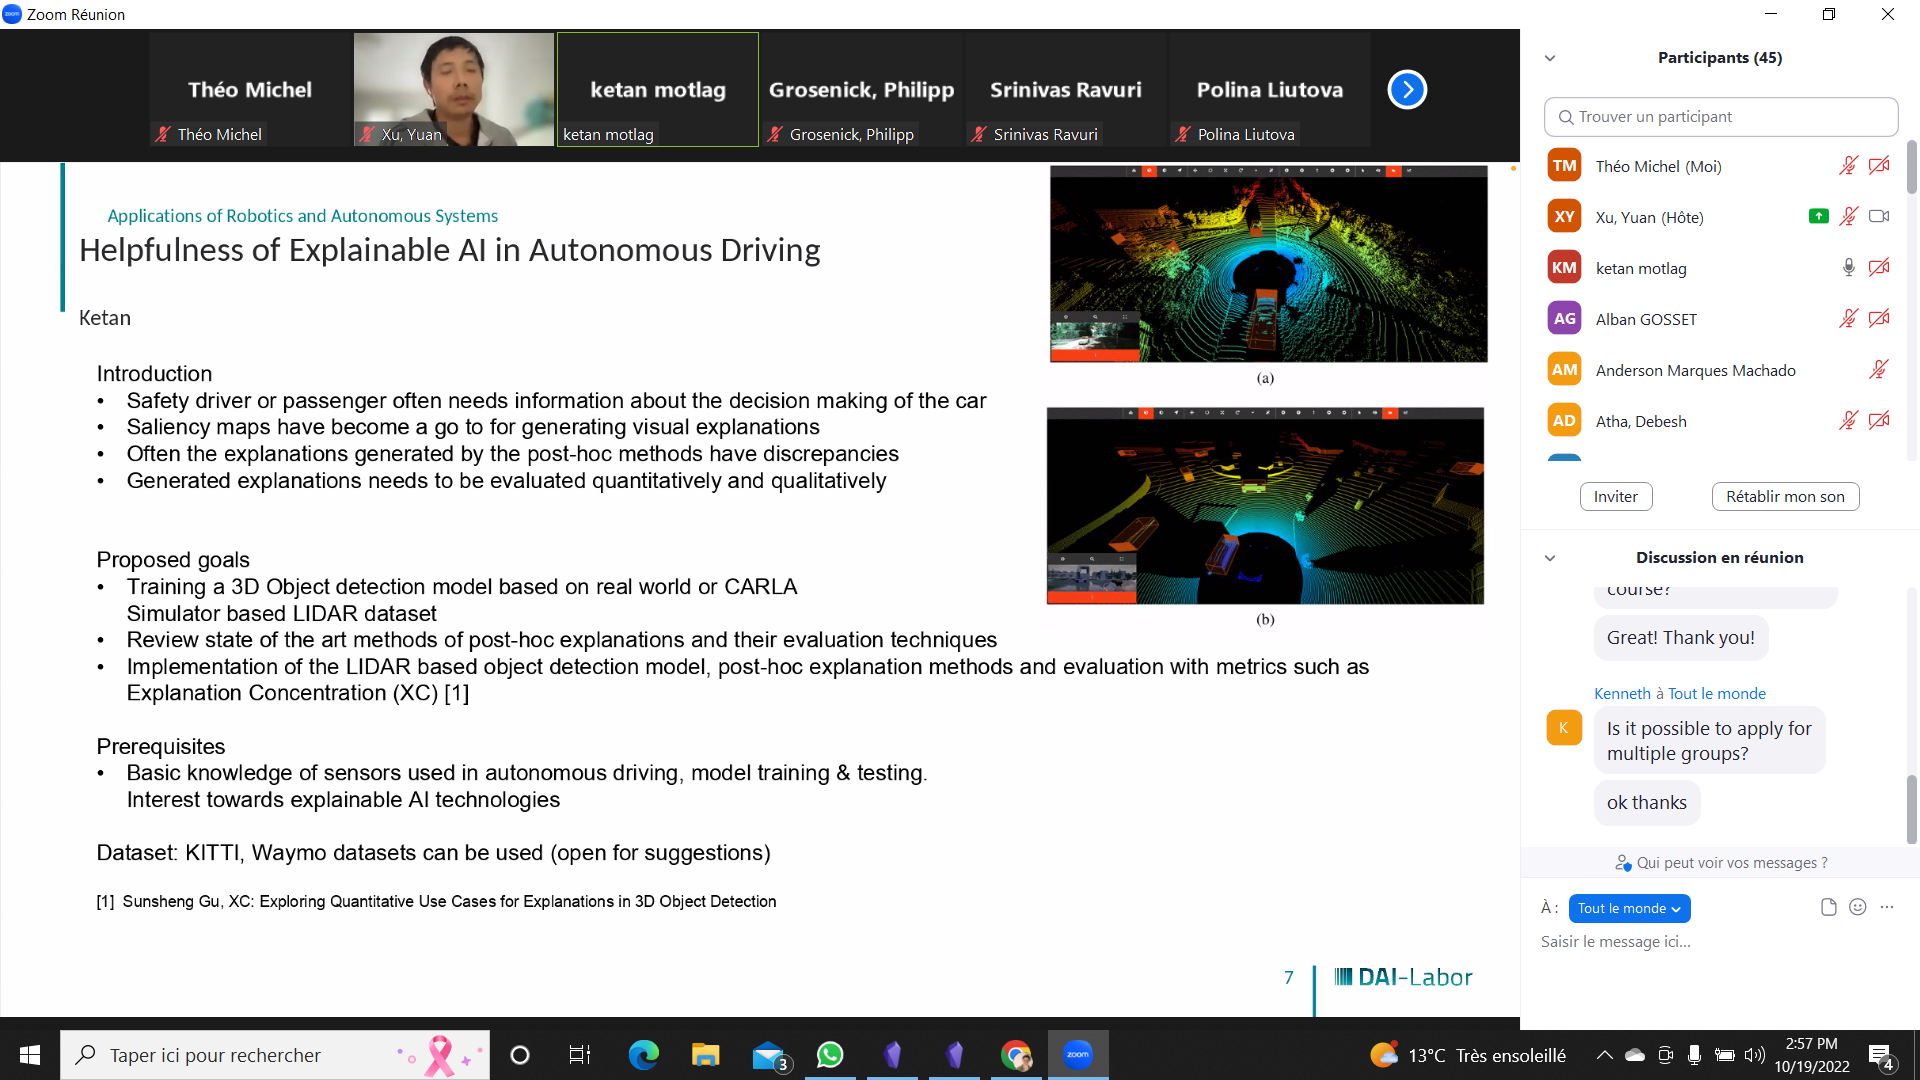 Zoom Réunion
Théo Michel
ketan motlag
Grosenick, Philipp
Srinivas Ravuri
Polina Liutova
Théo Michel
Xu, Yuan
ketan motlag
Grosenick, Philipp
Srinivas Ravuri
Polina Liutova
Applications of Robotics and Autonomous Systems
Helpfulness of Explainable AI in Autonomous Driving
Ketan
Introduction
• Safety driver or passenger often needs information about the decision making of the car
• Saliency maps have become a go to for generating visual explanations
• Often the explanations generated by the post-hoc methods have discrepancies
• Generated explanations needs to be evaluated quantitatively and qualitatively
Proposed goals
• Training a 3D Object detection model based on real world or CARLA
Simulator based LIDAR dataset
• Review state of the art methods of post-hoc explanations and their evaluation techniques
• Implementation of the LIDAR based object detection model, post-hoc explanation methods and evaluation with metrics such as
Explanation Concentration (XC) [1]
Prerequisites
• Basic knowledge of sensors used in autonomous driving, model training & testing.
Interest towards explainable AI technologies
Dataset: KITTI, Waymo datasets can be used (open for suggestions)
[1] Sunsheng Gu, XC: Exploring Quantitative Use Cases for Explanations in 3D Object Detection
(a)
(b)
7
DAI-Labor
Participants (45)
Trouver un participant
TM Théo Michel (Moi)
XY Xu, Yuan (Hôte)
KM ketan motlag
AG Alban GOSSET
AM Anderson Marques Machado
AD Atha, Debesh
Inviter
Rétablir mon son
Discussion en réunion
course?
Great! Thank you!
Kenneth à Tout le monde
K
Is it possible to apply for
multiple groups?
ok thanks
Qui peut voir vos messages ?
À : Tout le monde
Saisir le message ici...
Taper ici pour rechercher
3
zoom
13°C Très ensoleillé
2:57 PM
10/19/2022
4